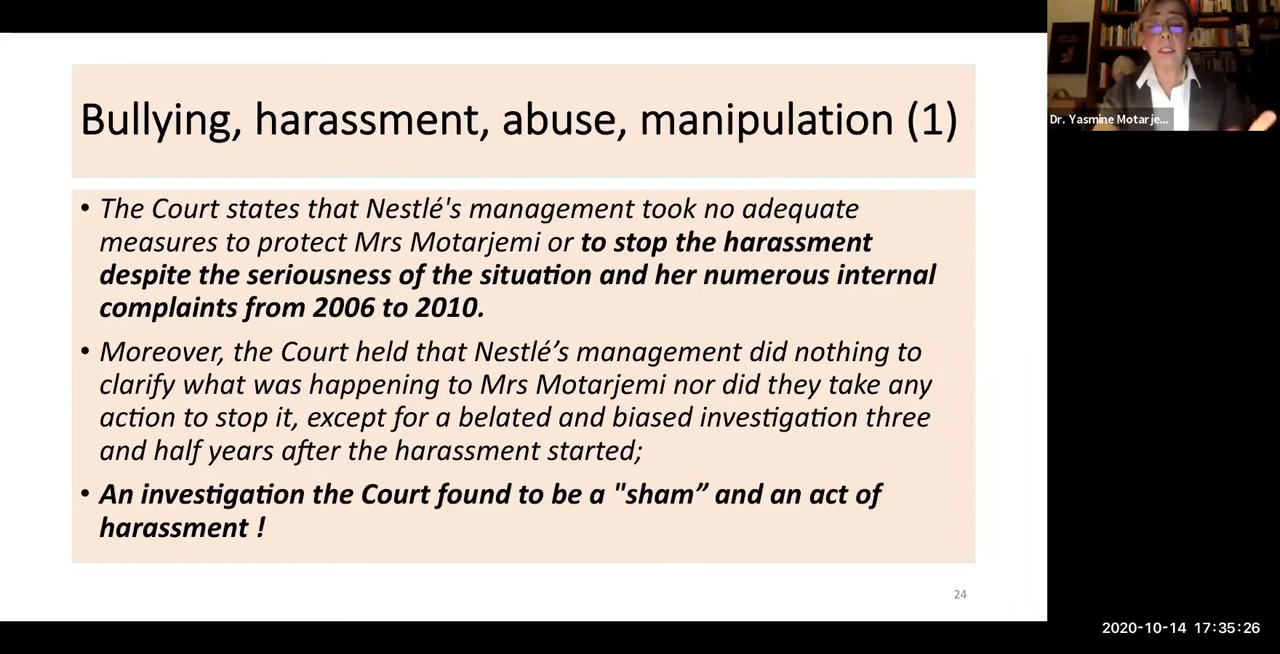 Bullying, harassment, abuse, manipulation (1)
• The Court states that Nestlé's management took no adequate
measures to protect Mrs Motarjemi or to stop the harassment
despite the seriousness of the situation and her numerous internal
complaints from 2006 to 2010.
• Moreover, the Court held that Nestlé’s management did nothing to
clarify what was happening to Mrs Motarjemi nor did they take any
action to stop it, except for a belated and biased investigation three
and half years after the harassment started;
• An investigation the Court found to be a "sham” and an act of
harassment !
24
Dr. Yasmine Motarje...
2020-10-14 17:35:26